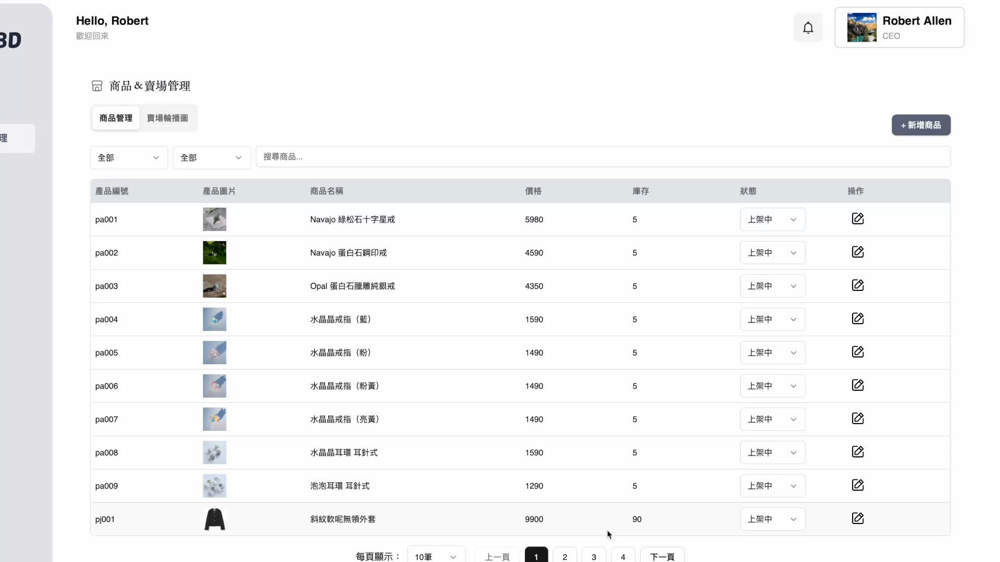 Hello, Robert
歡迎回來
Robert Allen
CEO
3D
理
商品&賣場管理
商品管理 賣場輪播圖
+ 新增商品
全部 全部 搜尋商品...
產品編號 產品圖片 商品名稱 價格 庫存 狀態 操作
pa001 Navajo 綠松石十字星戒 5980 5 上架中
pa002 Navajo 蛋白石鋼印戒 4590 5 上架中
pa003 Opal 蛋白石臘雕純銀戒 4350 5 上架中
pa004 水晶晶戒指（藍） 1590 5 上架中
pa005 水晶晶戒指（粉） 1490 5 上架中
pa006 水晶晶戒指（粉黃） 1490 5 上架中
pa007 水晶晶戒指（亮黃） 1490 5 上架中
pa008 水晶晶耳環 耳針式 1590 5 上架中
pa009 泡泡耳環 耳針式 1290 5 上架中
pj001 斜紋軟呢無領外套 9900 90 上架中
每頁顯示： 10筆 上一頁 1 2 3 4 下一頁